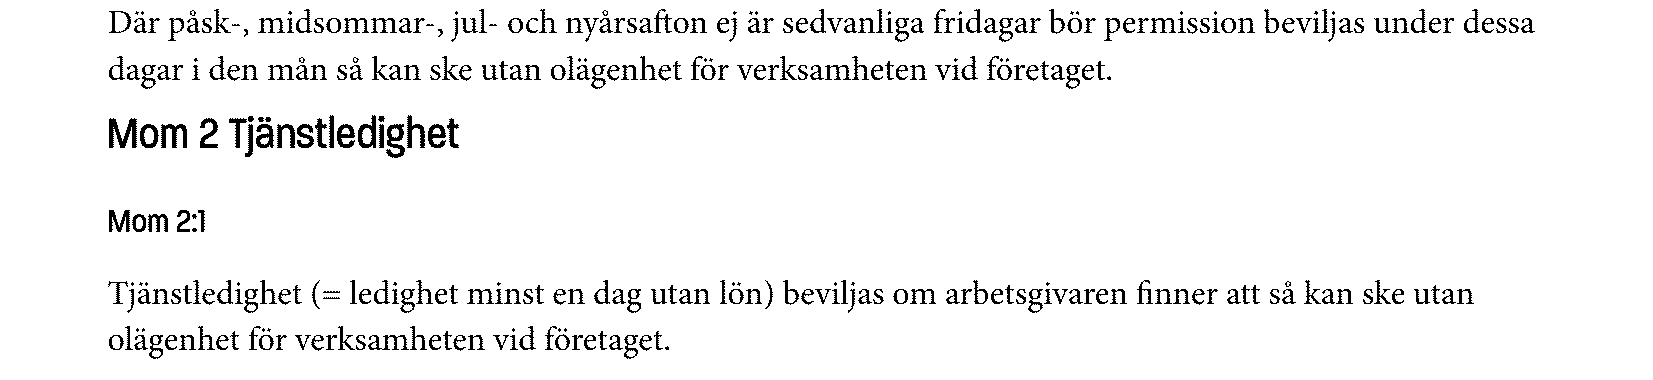 Där påsk-, midsommar-, jul- och nyårsafton ej är sedvanliga fridagar bör permission beviljas under dessa
dagar i den mån så kan ske utan olägenhet för verksamheten vid företaget.
Mom 2 Tjänstledighet
Mom 2:1
Tjänstledighet (= ledighet minst en dag utan lön) beviljas om arbetsgivaren finner att så kan ske utan
olägenhet för verksamheten vid företaget.